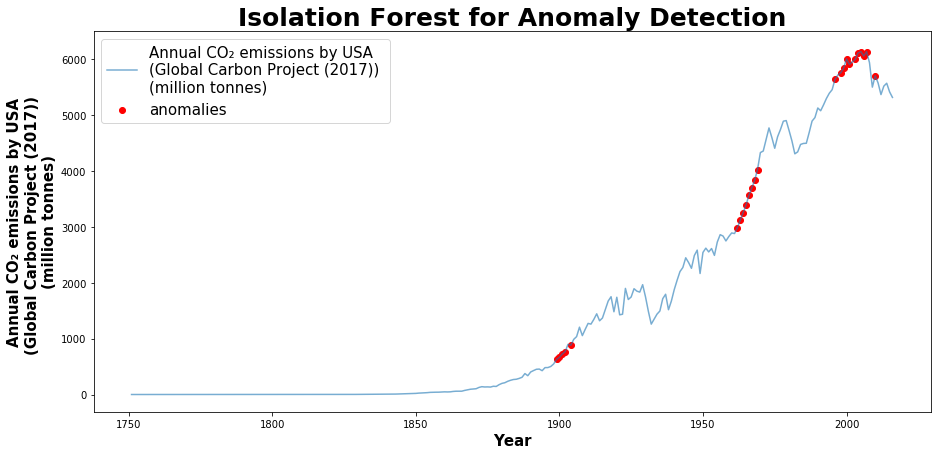 Isolation Forest for Anomaly Detection
Annual CO₂ emissions by USA
(Global Carbon Project (2017))
(million tonnes)
anomalies
Annual CO₂ emissions by USA
(Global Carbon Project (2017))
(million tonnes)
6000
5000
4000
3000
2000
1000
0
1750
1800
1850
1900
1950
2000
Year